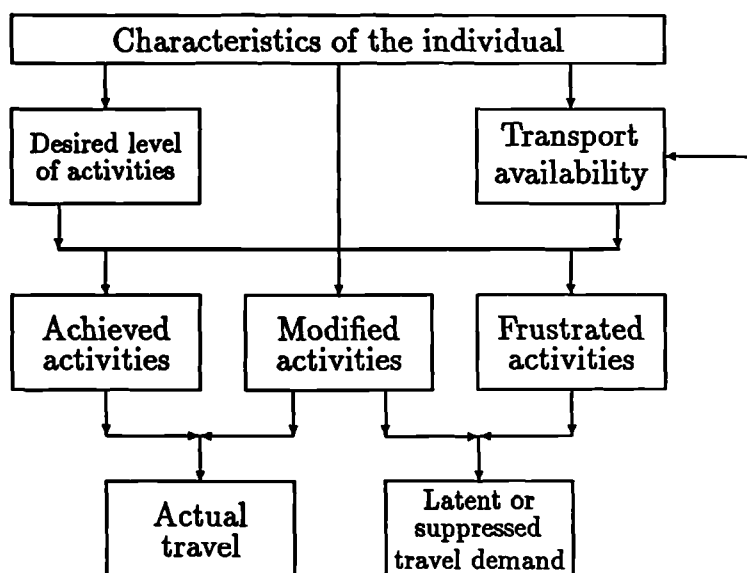 Characteristics of the individual
Desired level
of activities
Transport
availability
Achieved
activities
Modified
activities
Frustrated
activities
Actual
travel
Latent or
suppressed
travel demand